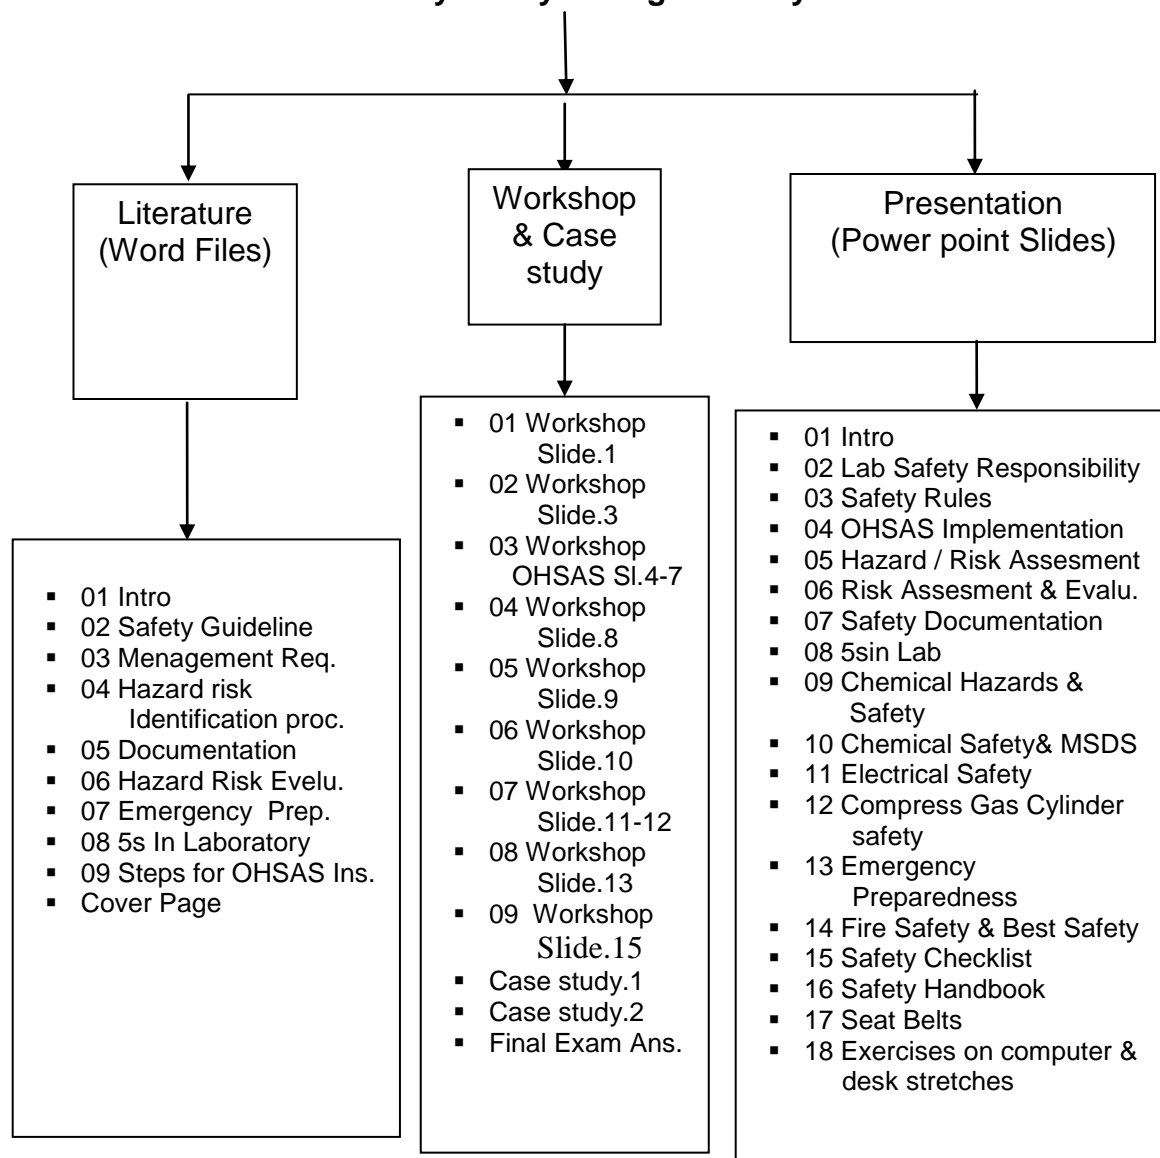 Literature
(Word Files)
Workshop
& Case
study
Presentation
(Power point Slides)
▪ 01 Intro
▪ 02 Safety Guideline
▪ 03 Menagement Req.
▪ 04 Hazard risk
Identification proc.
▪ 05 Documentation
▪ 06 Hazard Risk Evelu.
▪ 07 Emergency Prep.
▪ 08 5s In Laboratory
▪ 09 Steps for OHSAS Ins.
▪ Cover Page
▪ 01 Workshop
Slide.1
▪ 02 Workshop
Slide.3
▪ 03 Workshop
OHSAS Sl.4-7
▪ 04 Workshop
Slide.8
▪ 05 Workshop
Slide.9
▪ 06 Workshop
Slide.10
▪ 07 Workshop
Slide.11-12
▪ 08 Workshop
Slide.13
▪ 09 Workshop
Slide.15
▪ Case study.1
▪ Case study.2
▪ Final Exam Ans.
▪ 01 Intro
▪ 02 Lab Safety Responsibility
▪ 03 Safety Rules
▪ 04 OHSAS Implementation
▪ 05 Hazard / Risk Assesment
▪ 06 Risk Assesment & Evalu.
▪ 07 Safety Documentation
▪ 08 5sin Lab
▪ 09 Chemical Hazards &
Safety
▪ 10 Chemical Safety& MSDS
▪ 11 Electrical Safety
▪ 12 Compress Gas Cylinder
safety
▪ 13 Emergency
Preparedness
▪ 14 Fire Safety & Best Safety
▪ 15 Safety Checklist
▪ 16 Safety Handbook
▪ 17 Seat Belts
▪ 18 Exercises on computer &
desk stretches